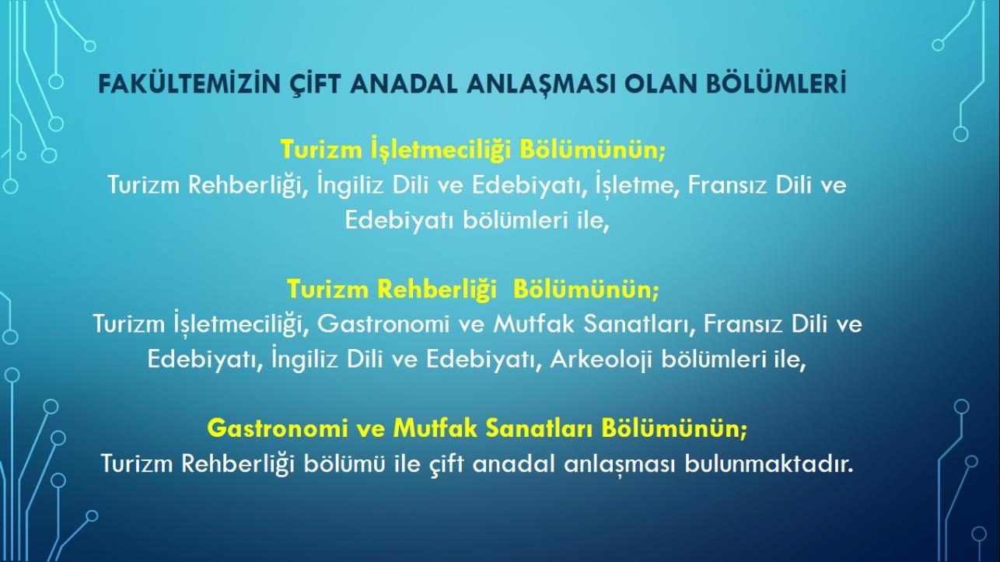 FAKÜLTEMİZİN ÇİFT ANADAL ANLAŞMASI OLAN BÖLÜMLERİ
Turizm İşletmeciliği Bölümünün;
Turizm Rehberliği, İngiliz Dili ve Edebiyatı, İşletme, Fransız Dili ve
Edebiyatı bölümleri ile,
Turizm Rehberliği  Bölümünün;
Turizm İşletmeciliği, Gastronomi ve Mutfak Sanatları, Fransız Dili ve
Edebiyatı, İngiliz Dili ve Edebiyatı, Arkeoloji bölümleri ile,
Gastronomi ve Mutfak Sanatları Bölümünün;
Turizm Rehberliği bölümü ile çift anadal anlaşması bulunmaktadır.